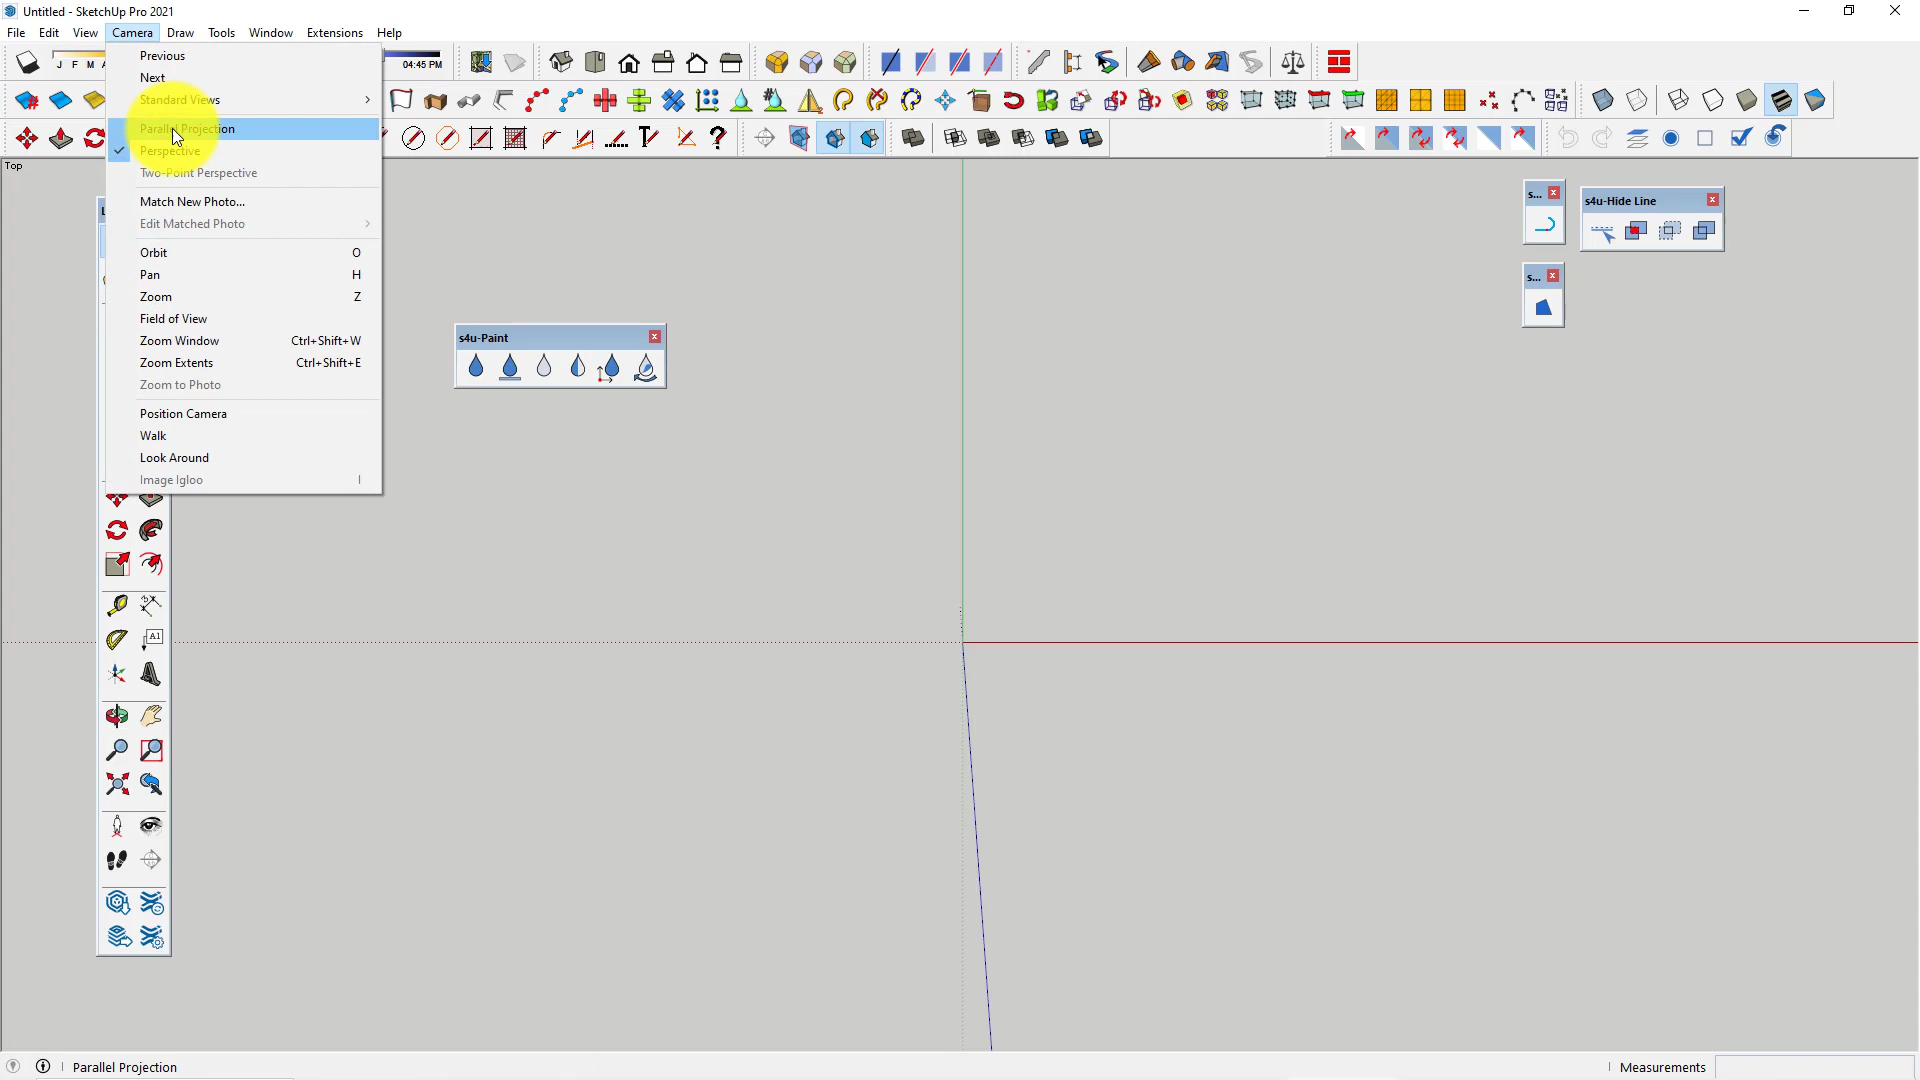 Untitled - SketchUp Pro 2021
File Edit View Camera Draw Tools Window Extensions Help
J F M A
04:45 PM
Previous
Next
Standard Views
Parallel Projection
Perspective
Two-Point Perspective
Match New Photo...
Edit Matched Photo
Orbit O
Pan H
Zoom Z
Field of View
Zoom Window Ctrl+Shift+W
Zoom Extents Ctrl+Shift+E
Zoom to Photo
Position Camera
Walk
Look Around
Image Igloo I
Top
L
s4u-Paint
s...
s4u-Hide Line
s...
A1
Parallel Projection
Measurements